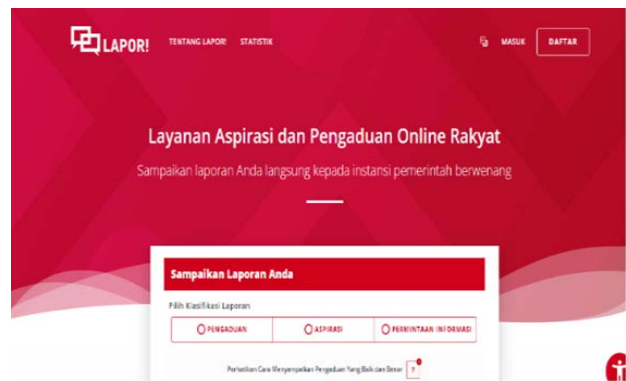 LAPOR! TENTANG LAPOR! STATISTIK MASUK DAFTAR
Layanan Aspirasi dan Pengaduan Online Rakyat
Sampaikan laporan Anda langsung kepada instansi pemerintah berwenang
Sampaikan Laporan Anda
Pilih Klasifikasi Laporan
PENGADUAN ASPIRASI PERMINTAAN INFORMASI
Perhatikan Cara Menyampaikan Pengaduan Yang Baik dan Benar ?